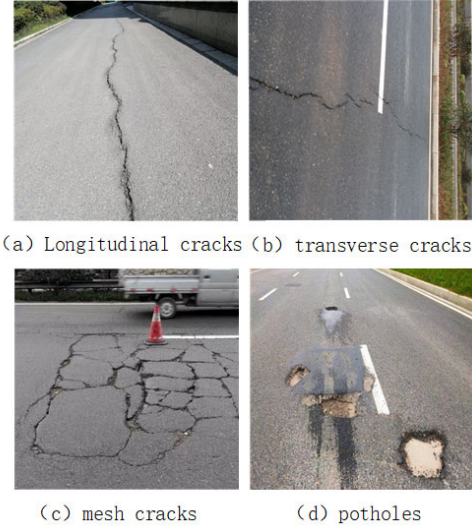 (a) Longitudinal cracks (b) transverse cracks
(c) mesh cracks (d) potholes